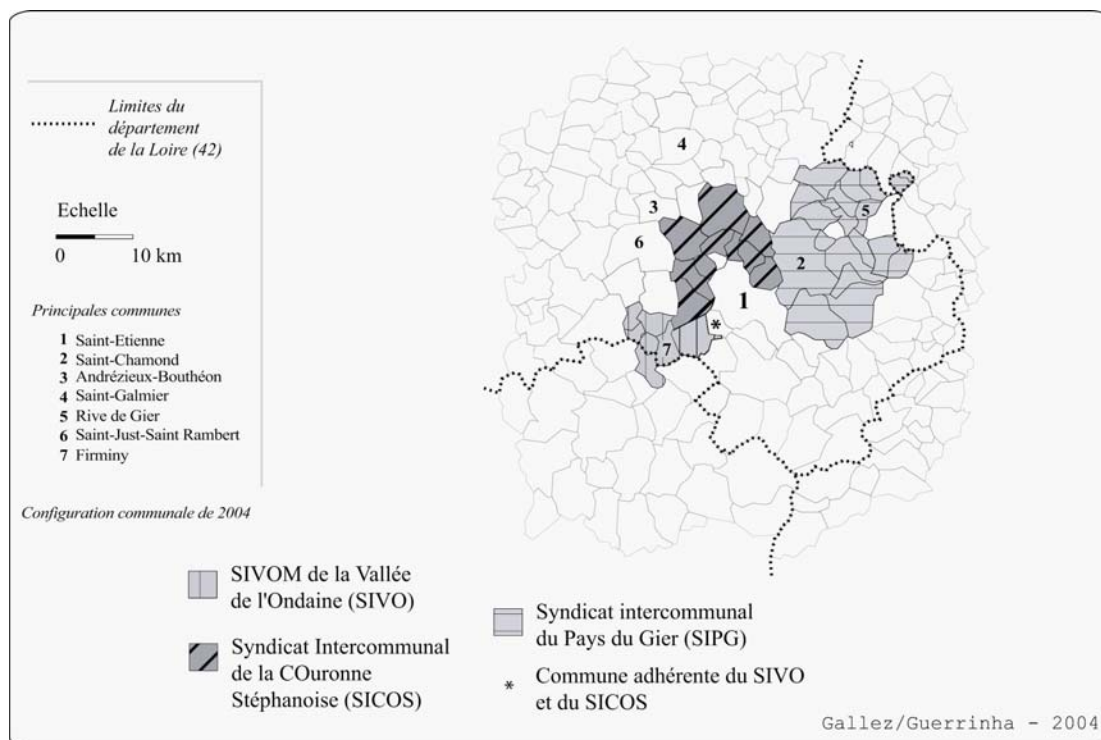 Limites du
département
de la Loire (42)
Echelle
0 10 km
Principales communes
1 Saint-Etienne
2 Saint-Chamond
3 Andrézieux-Bouthéon
4 Saint-Galmier
5 Rive de Gier
6 Saint-Just-Saint Rambert
7 Firminy
Configuration communale de 2004
4
3
5
6
2
1
*
7
SIVOM de la Vallée
de l'Ondaine (SIVO)
Syndicat Intercommunal
de la COuronne
Stéphanoise (SICOS)
Syndicat intercommunal
du Pays du Gier (SIPG)
* Commune adhérente du SIVO
et du SICOS
Gallez/Guerrinha - 2004